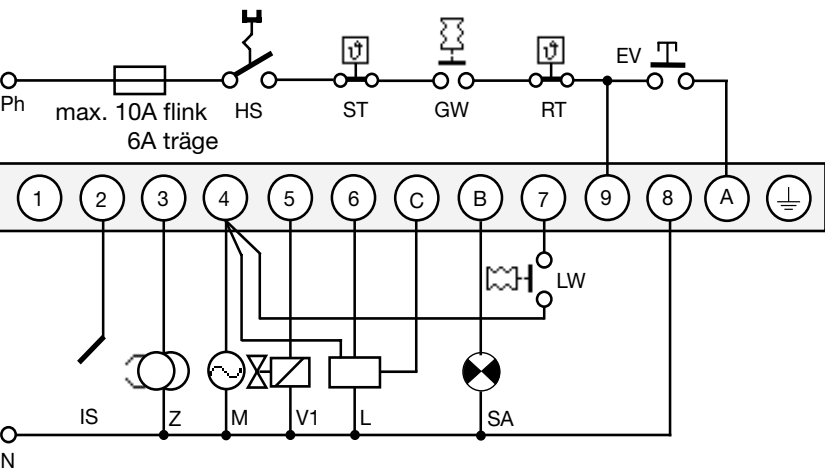 EV
Ph
max. 10A flink
6A träge
HS
ST
GW
RT
ϑ
ϑ
1 2 3 4 5 6 C B 7 9 8 A
LW
IS
Z
M
V1
L
SA
N